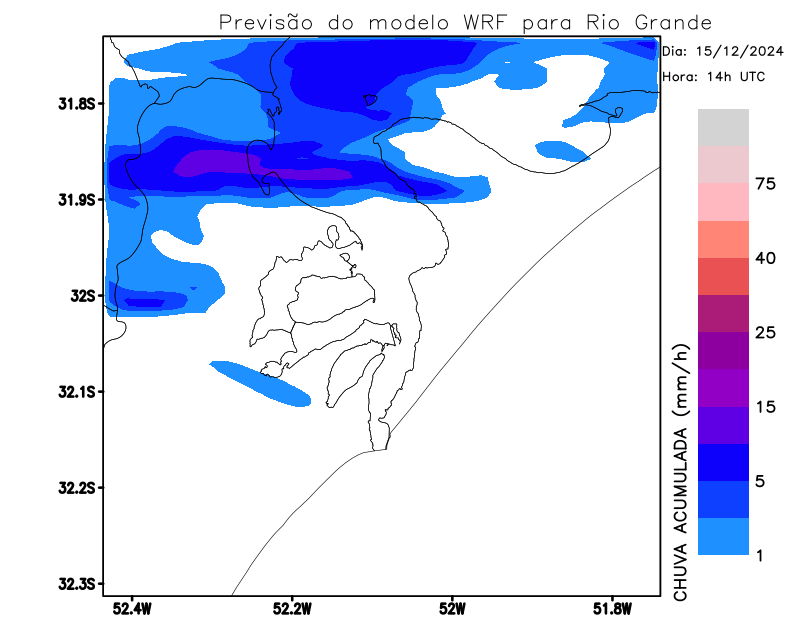 Previsão do modelo WRF para Rio Grande
Dia: 15/12/2024
Hora: 14h UTC
31.8S
31.9S
32S
32.1S
32.2S
32.3S
52.4W
52.2W
52W
51.8W
75
40
25
15
5
1
CHUVA ACUMULADA (mm/h)